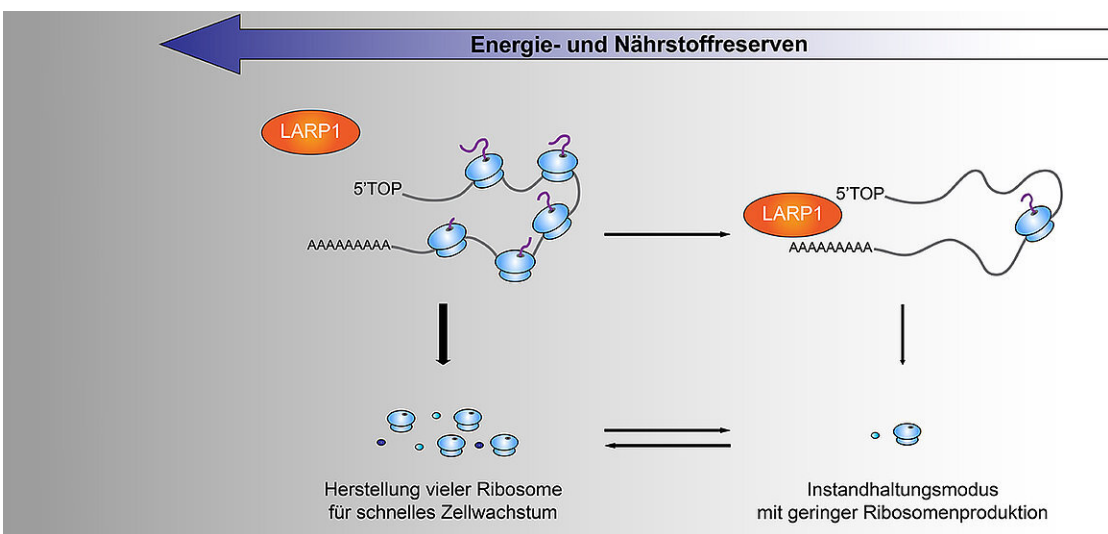 Energie- und Nährstoffreserven
LARP1
5'TOP
AAAAAAAAA
LARP1
5'TOP
AAAAAAAAA
Herstellung vieler Ribosome
für schnelles Zellwachstum
Instandhaltungsmodus
mit geringer Ribosomenproduktion